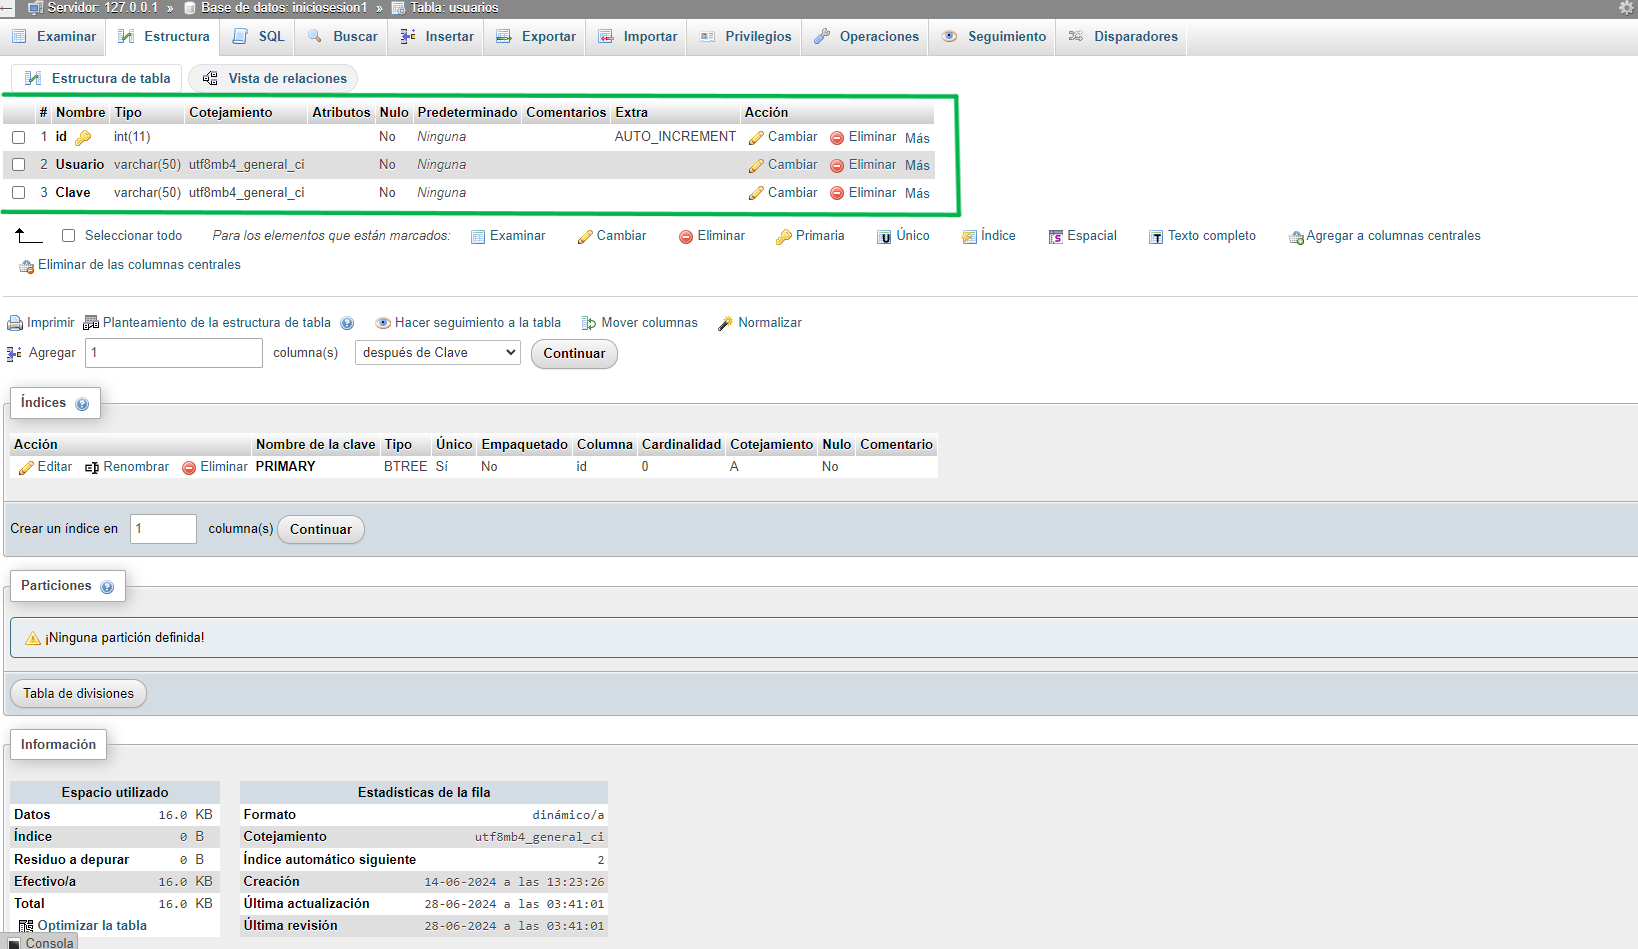 Servidor: 127.0.0.1 » Base de datos: iniciosesion1 » Tabla: usuarios
Examinar Estructura SQL Buscar Insertar Exportar Importar Privilegios Operaciones Seguimiento Disparadores
Estructura de tabla Vista de relaciones
# Nombre Tipo Cotejamiento Atributos Nulo Predeterminado Comentarios Extra Acción
1 id int(11) No Ninguna AUTO_INCREMENT Cambiar Eliminar Más
2 Usuario varchar(50) utf8mb4_general_ci No Ninguna Cambiar Eliminar Más
3 Clave varchar(50) utf8mb4_general_ci No Ninguna Cambiar Eliminar Más
Seleccionar todo Para los elementos que están marcados: Examinar Cambiar Eliminar Primaria Único Índice Espacial Texto completo Agregar a columnas centrales
Eliminar de las columnas centrales
Imprimir Planteamiento de la estructura de tabla Hacer seguimiento a la tabla Mover columnas Normalizar
Agregar 1 columna(s) después de Clave Continuar
Índices
Acción Nombre de la clave Tipo Único Empaquetado Columna Cardinalidad Cotejamiento Nulo Comentario
Editar Renombrar Eliminar PRIMARY BTREE Sí No id 0 A No
Crear un índice en 1 columna(s) Continuar
Particiones
¡Ninguna partición definida!
Tabla de divisiones
Información
Espacio utilizado
Datos 16.0 KB
Índice 0 B
Residuo a depurar 0 B
Efectivo/a 16.0 KB
Total 16.0 KB
Optimizar la tabla
Estadísticas de la fila
Formato dinámico/a
Cotejamiento utf8mb4_general_ci
Índice automático siguiente 2
Creación 14-06-2024 a las 13:23:26
Última actualización 28-06-2024 a las 03:41:01
Última revisión 28-06-2024 a las 03:41:01
Consola